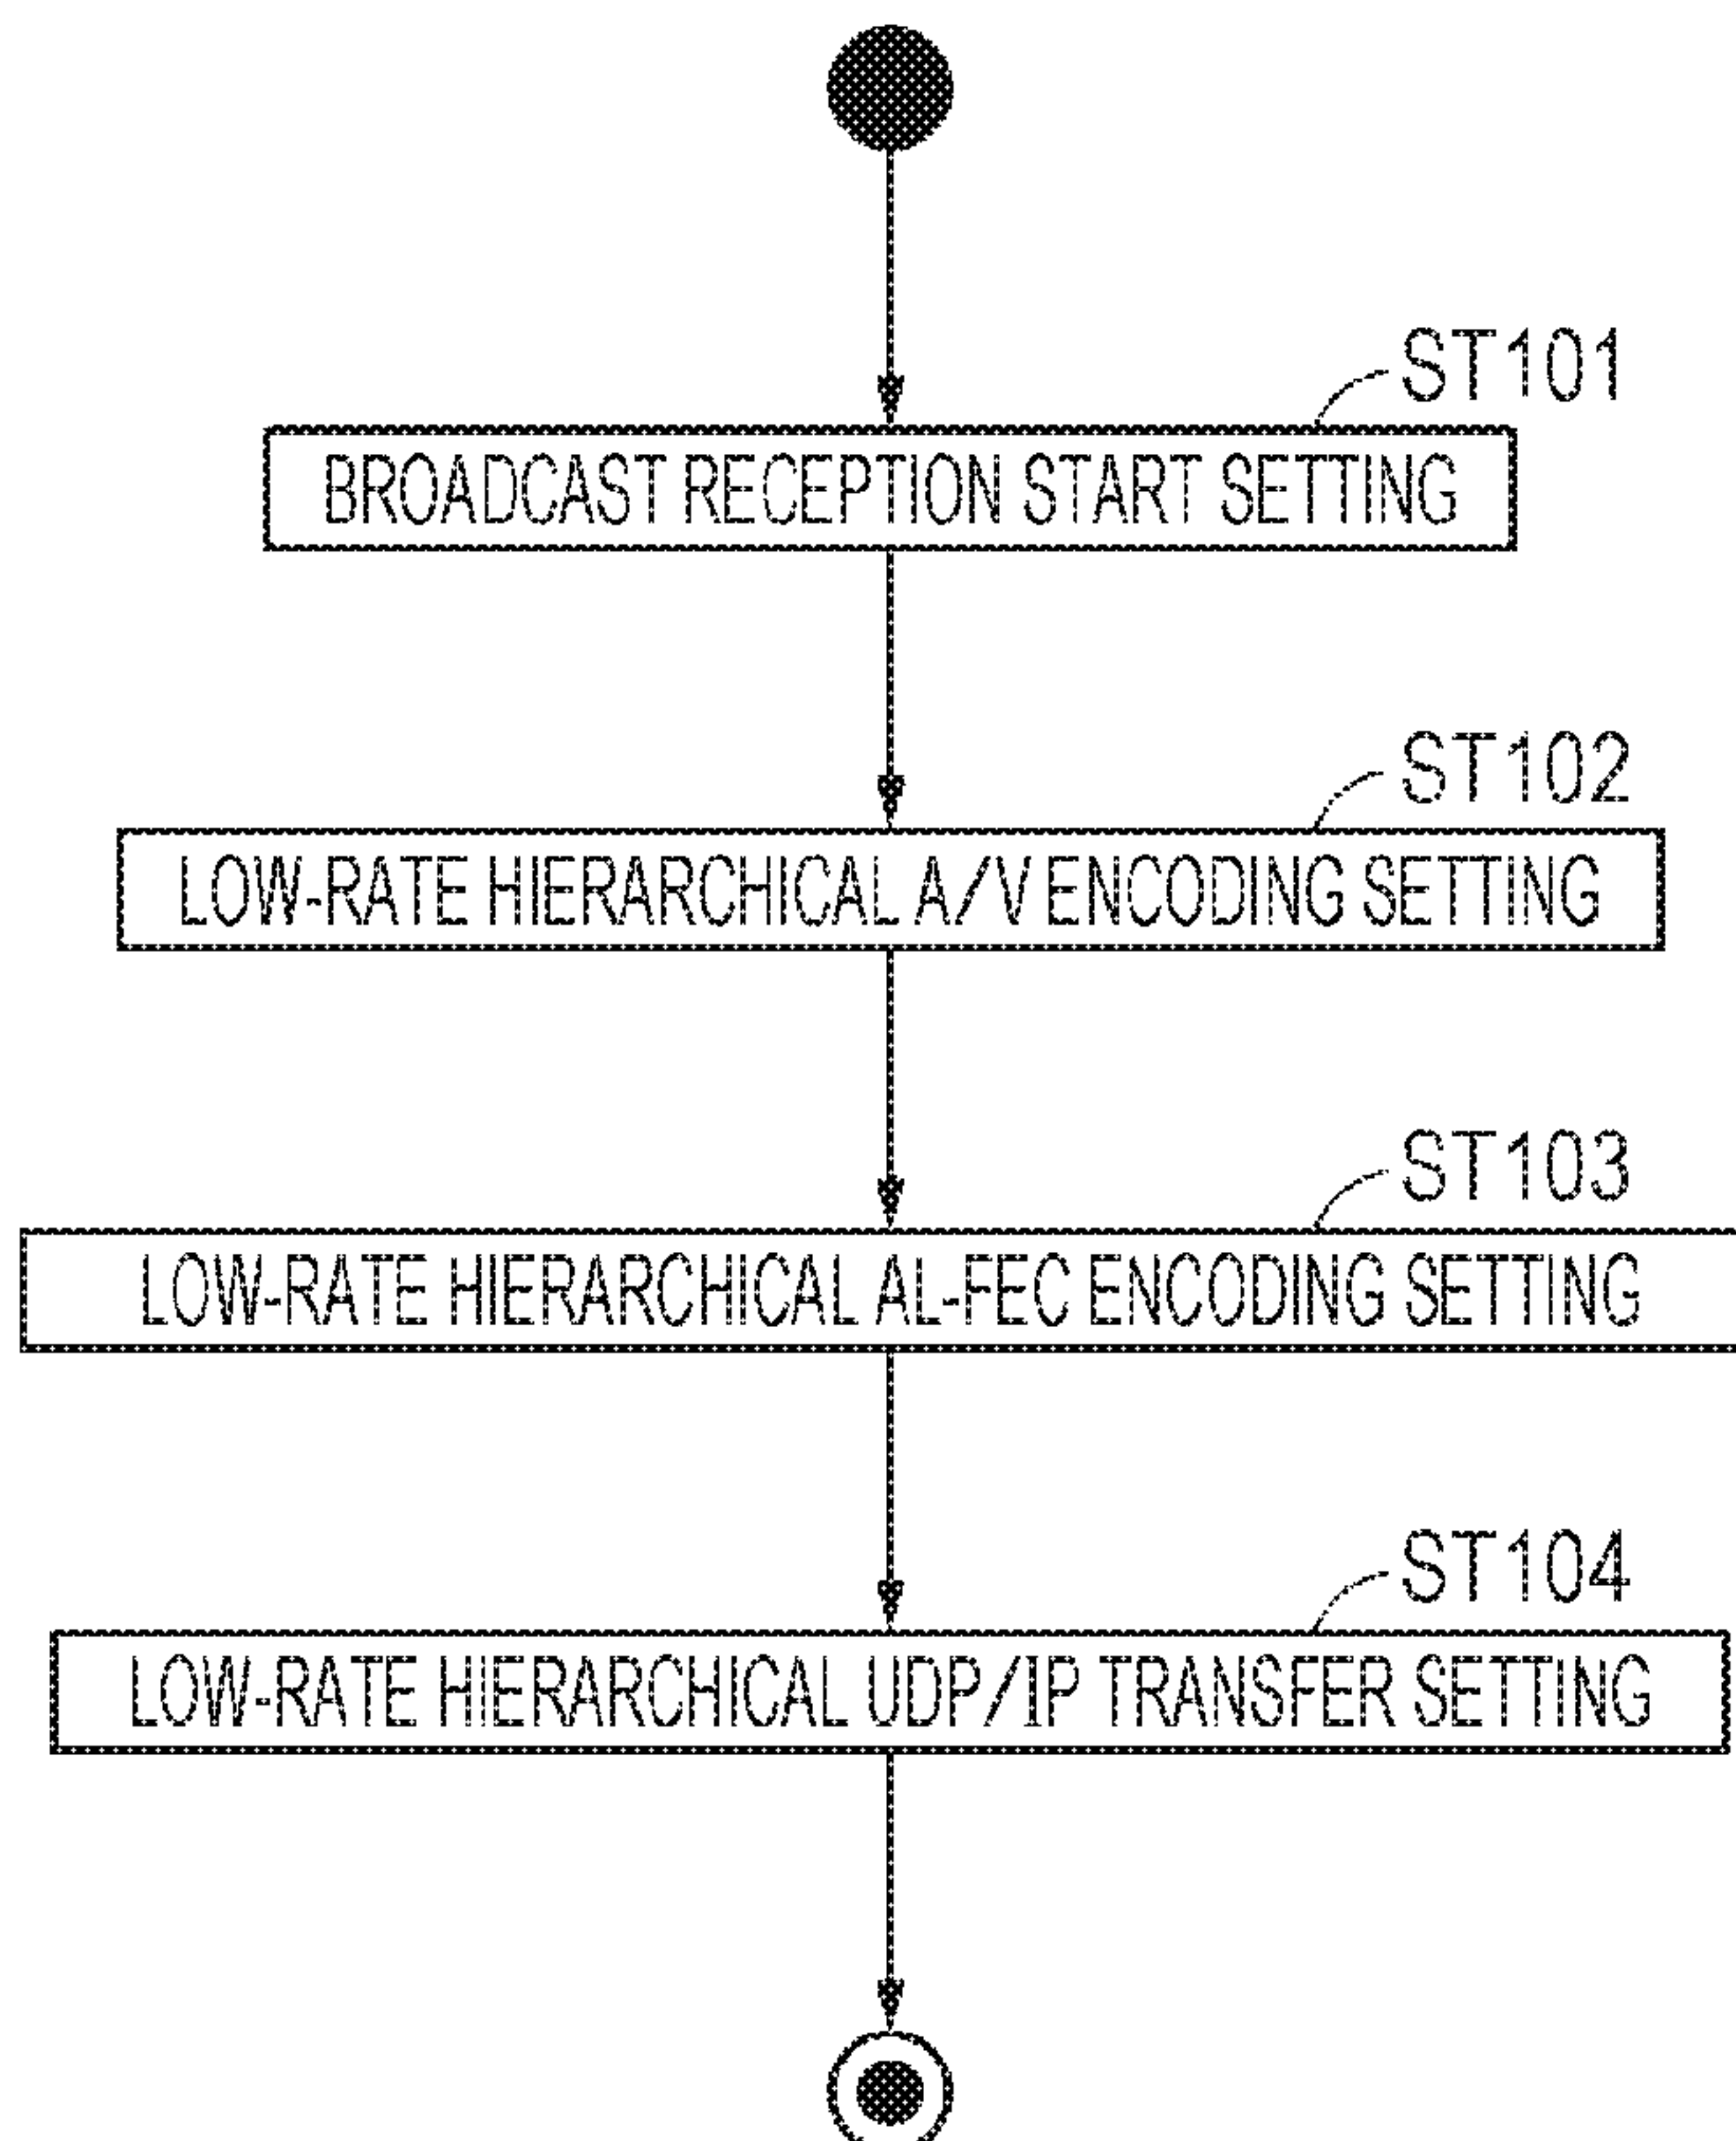 ST101
BROADCAST RECEPTION START SETTING
ST102
LOW-RATE HIERARCHICAL A/V ENCODING SETTING
ST103
LOW-RATE HIERARCHICAL AL-FEC ENCODING SETTING
ST104
LOW-RATE HIERARCHICAL UDP/IP TRANSFER SETTING